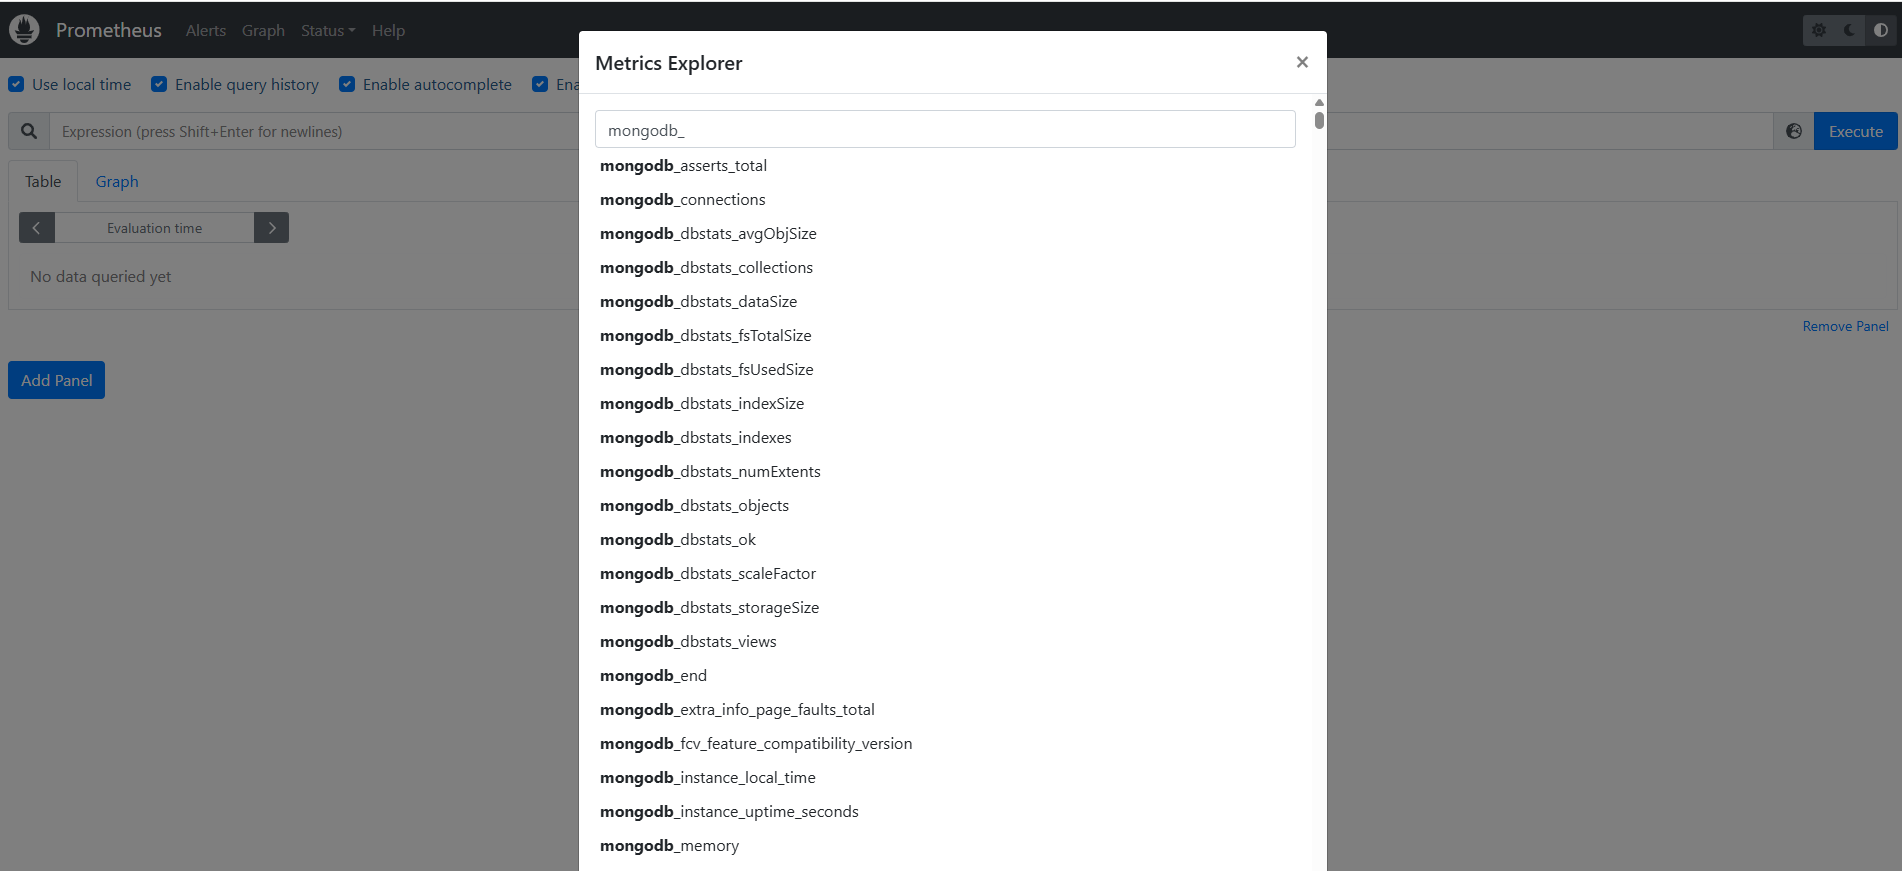 Prometheus Alerts Graph Status Help
Use local time Enable query history Enable autocomplete Ena
Expression (press Shift+Enter for newlines) Execute
Table Graph
Evaluation time
No data queried yet
Remove Panel
Add Panel
Metrics Explorer ×
mongodb_
mongodb_asserts_total
mongodb_connections
mongodb_dbstats_avgObjSize
mongodb_dbstats_collections
mongodb_dbstats_dataSize
mongodb_dbstats_fsTotalSize
mongodb_dbstats_fsUsedSize
mongodb_dbstats_indexSize
mongodb_dbstats_indexes
mongodb_dbstats_numExtents
mongodb_dbstats_objects
mongodb_dbstats_ok
mongodb_dbstats_scaleFactor
mongodb_dbstats_storageSize
mongodb_dbstats_views
mongodb_end
mongodb_extra_info_page_faults_total
mongodb_fcv_feature_compatibility_version
mongodb_instance_local_time
mongodb_instance_uptime_seconds
mongodb_memory